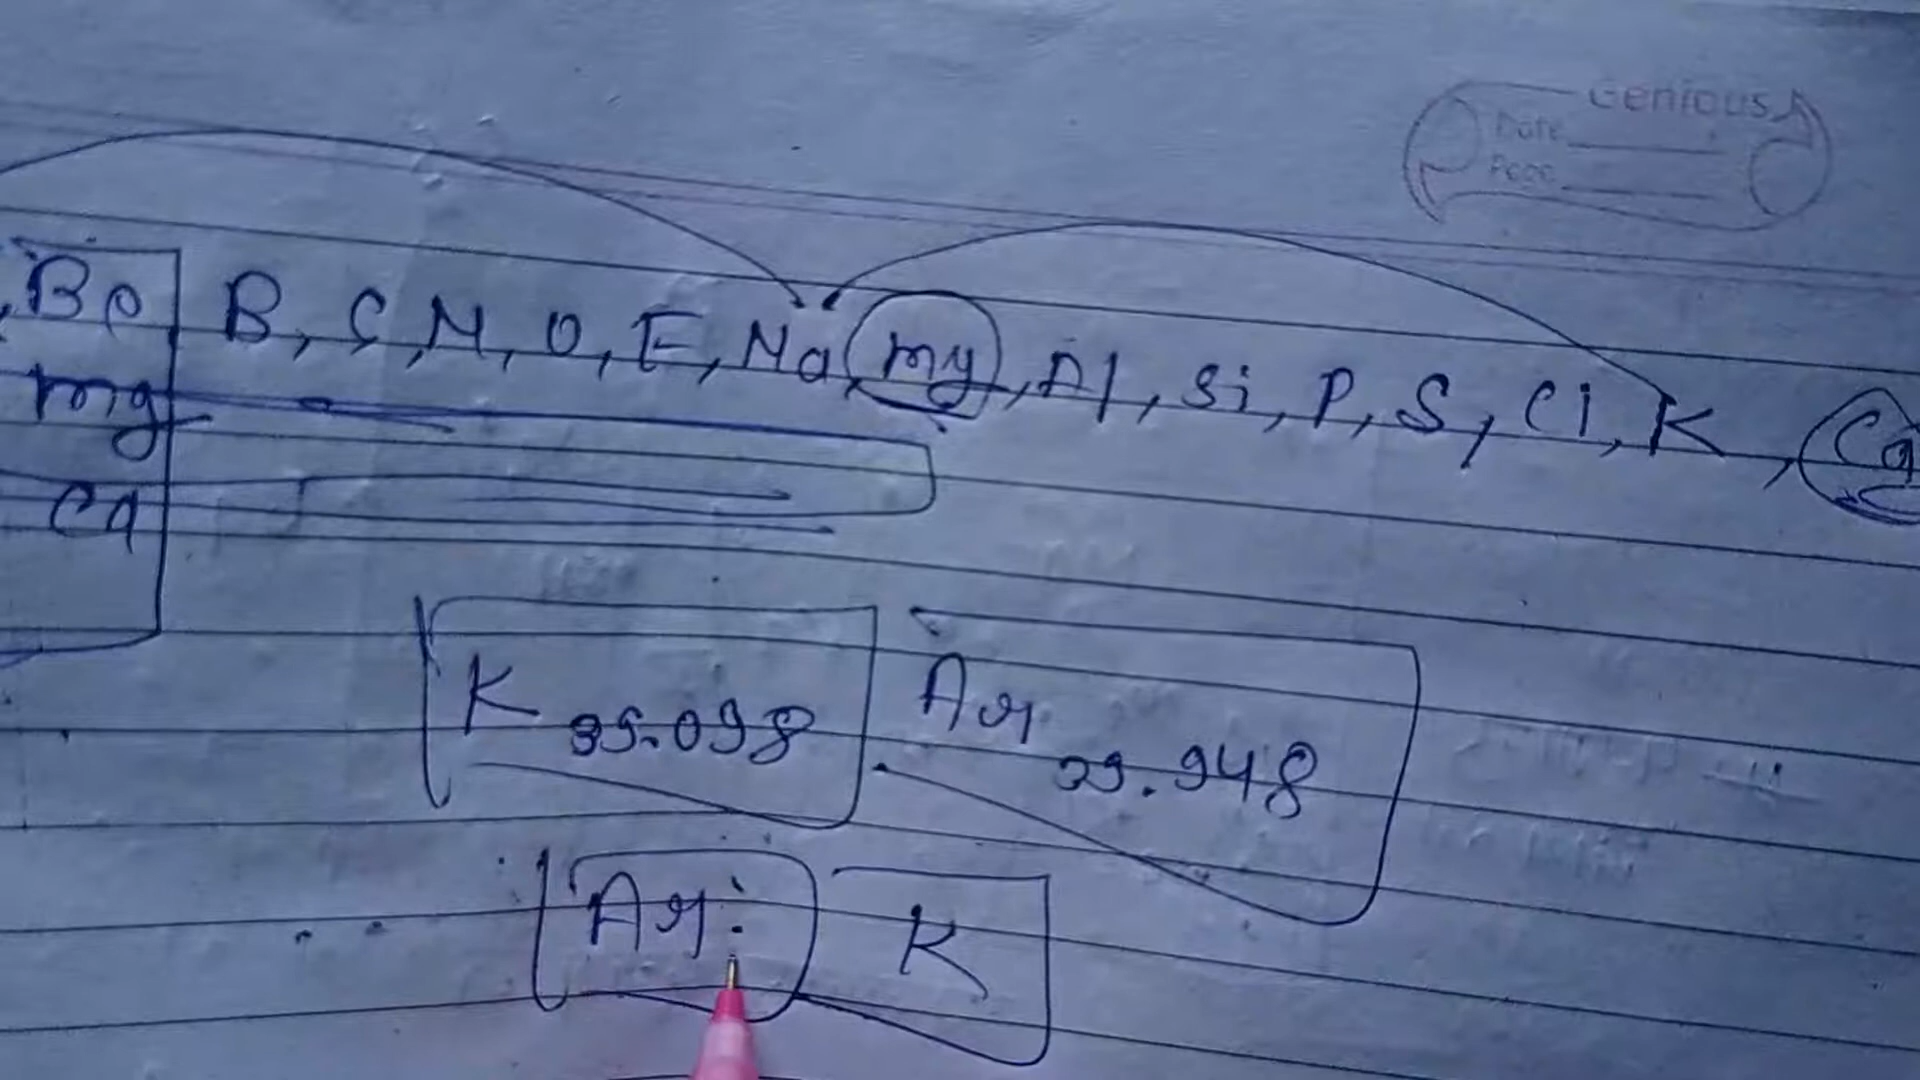 Genious
Date
Page
Be B, C, N, O, F, Na, mg, Al, Si, P, S, Cl, K, Ca
mg
Ca
K 39.098 Ar 39.948
Ar K